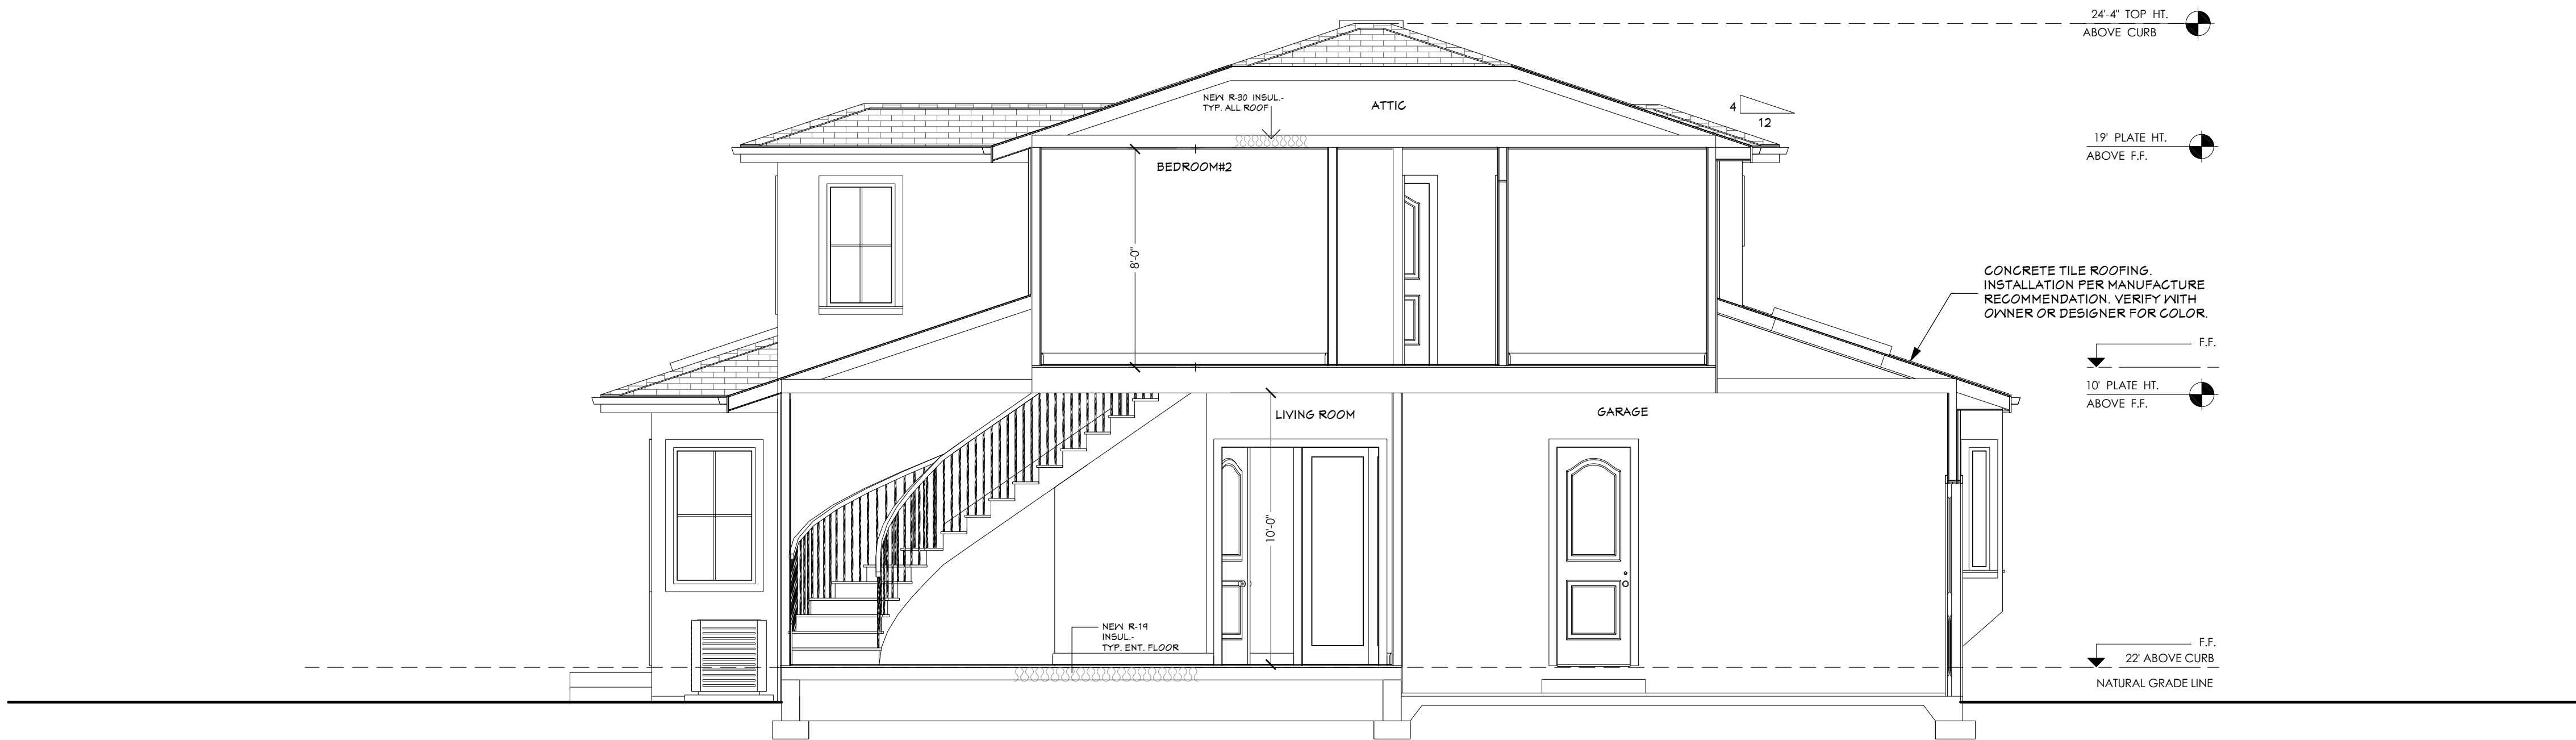 24'-4" TOP HT.
ABOVE CURB
NEW R-30 INSUL.-
TYP. ALL ROOF
ATTIC
4
12
19' PLATE HT.
ABOVE F.F.
BEDROOM#2
8'-0"
CONCRETE TILE ROOFING.
INSTALLATION PER MANUFACTURE
RECOMMENDATION. VERIFY WITH
OWNER OR DESIGNER FOR COLOR.
F.F.
10' PLATE HT.
ABOVE F.F.
LIVING ROOM
GARAGE
10'-0"
NEW R-19
INSUL.-
TYP. ENT. FLOOR
F.F.
22' ABOVE CURB
NATURAL GRADE LINE